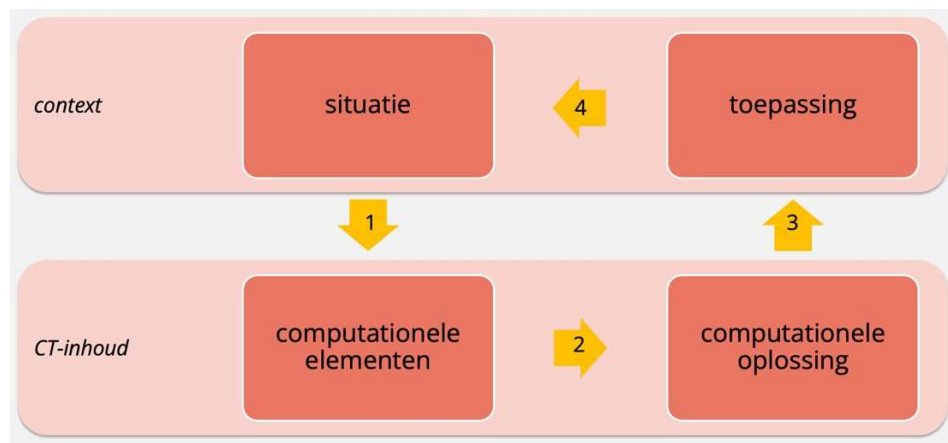 context
situatie
4
toepassing
1
3
CT-inhoud
computationele
elementen
2
computationele
oplossing